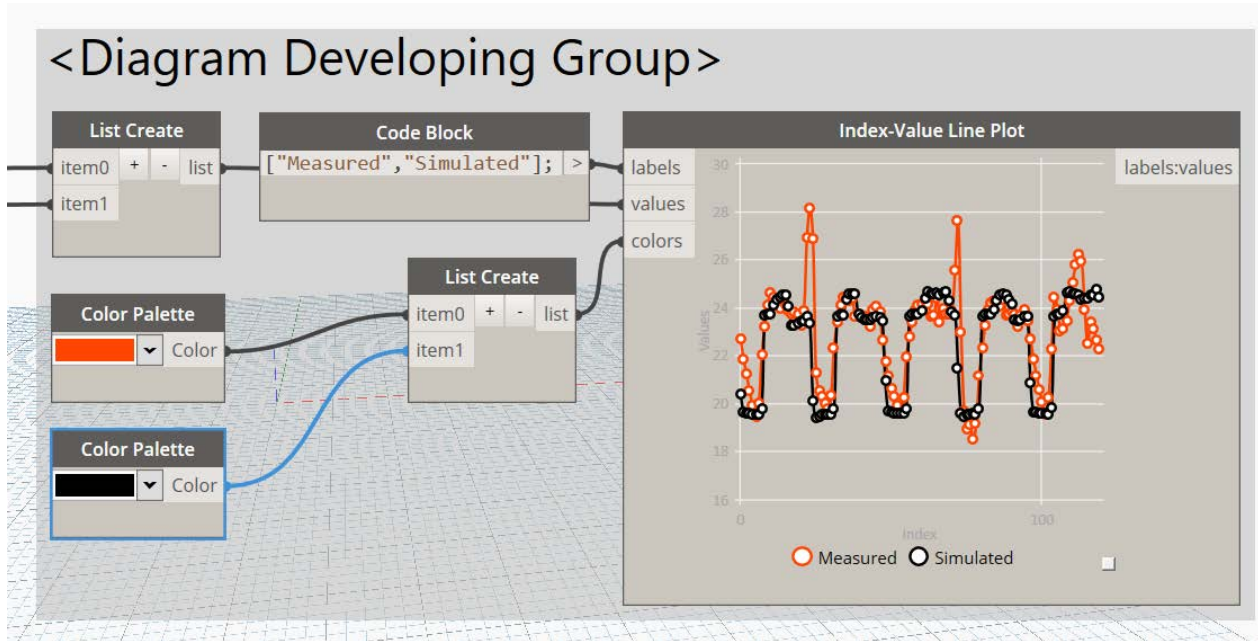 <Diagram Developing Group>
List Create
item0 + - list
item1
Code Block
["Measured","Simulated"]; >
Index-Value Line Plot
labels
values
colors
labels:values
30
28
26
24
22
20
18
16
Values
0 100
Index
Measured Simulated
List Create
item0 + - list
item1
Color Palette
Color
Color Palette
Color